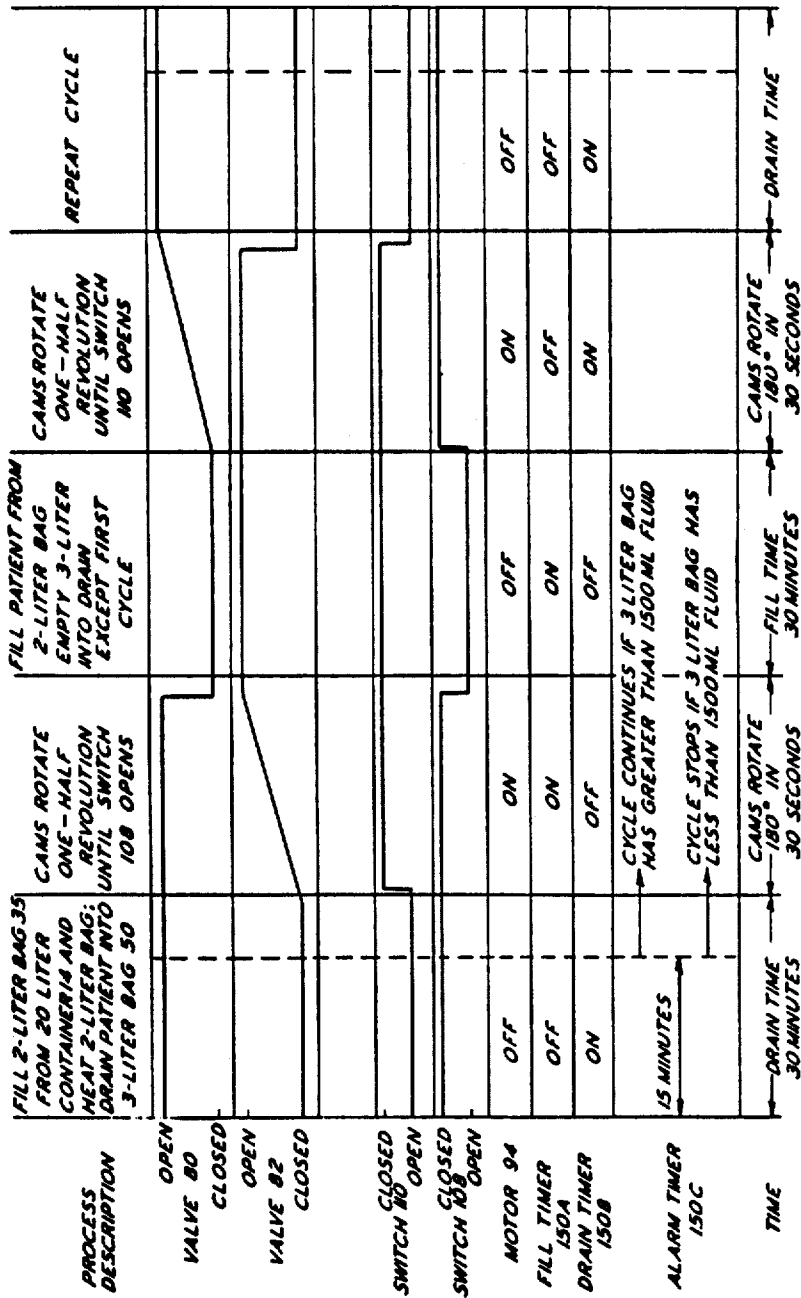 PROCESS
DESCRIPTION
FILL 2-LITER BAG 35
FROM 20 LITER
CONTAINER 14 AND
HEAT 2-LITER BAG;
DRAIN PATIENT INTO
3-LITER BAG 50
CAMS ROTATE
ONE-HALF
REVOLUTION
UNTIL SWITCH
108 OPENS
FILL PATIENT FROM
2-LITER BAG
EMPTY 3-LITER
INTO DRAIN
EXCEPT FIRST
CYCLE
CAMS ROTATE
ONE-HALF
REVOLUTION
UNTIL SWITCH
110 OPENS
REPEAT CYCLE
OPEN
VALVE 80
CLOSED
OPEN
VALVE 82
CLOSED
CLOSED
SWITCH 110
OPEN
CLOSED
SWITCH 108
OPEN
MOTOR 94
OFF
ON
OFF
ON
OFF
FILL TIMER
150A
OFF
ON
ON
OFF
OFF
DRAIN TIMER
150B
ON
OFF
OFF
ON
ON
ALARM TIMER
150C
15 MINUTES
CYCLE CONTINUES IF 3 LITER BAG
HAS GREATER THAN 1500 ML FLUID
CYCLE STOPS IF 3 LITER BAG HAS
LESS THAN 1500ML FLUID
TIME
DRAIN TIME
30 MINUTES
CAMS ROTATE
180° IN
30 SECONDS
FILL TIME
30 MINUTES
CAMS ROTATE
180° IN
30 SECONDS
DRAIN TIME